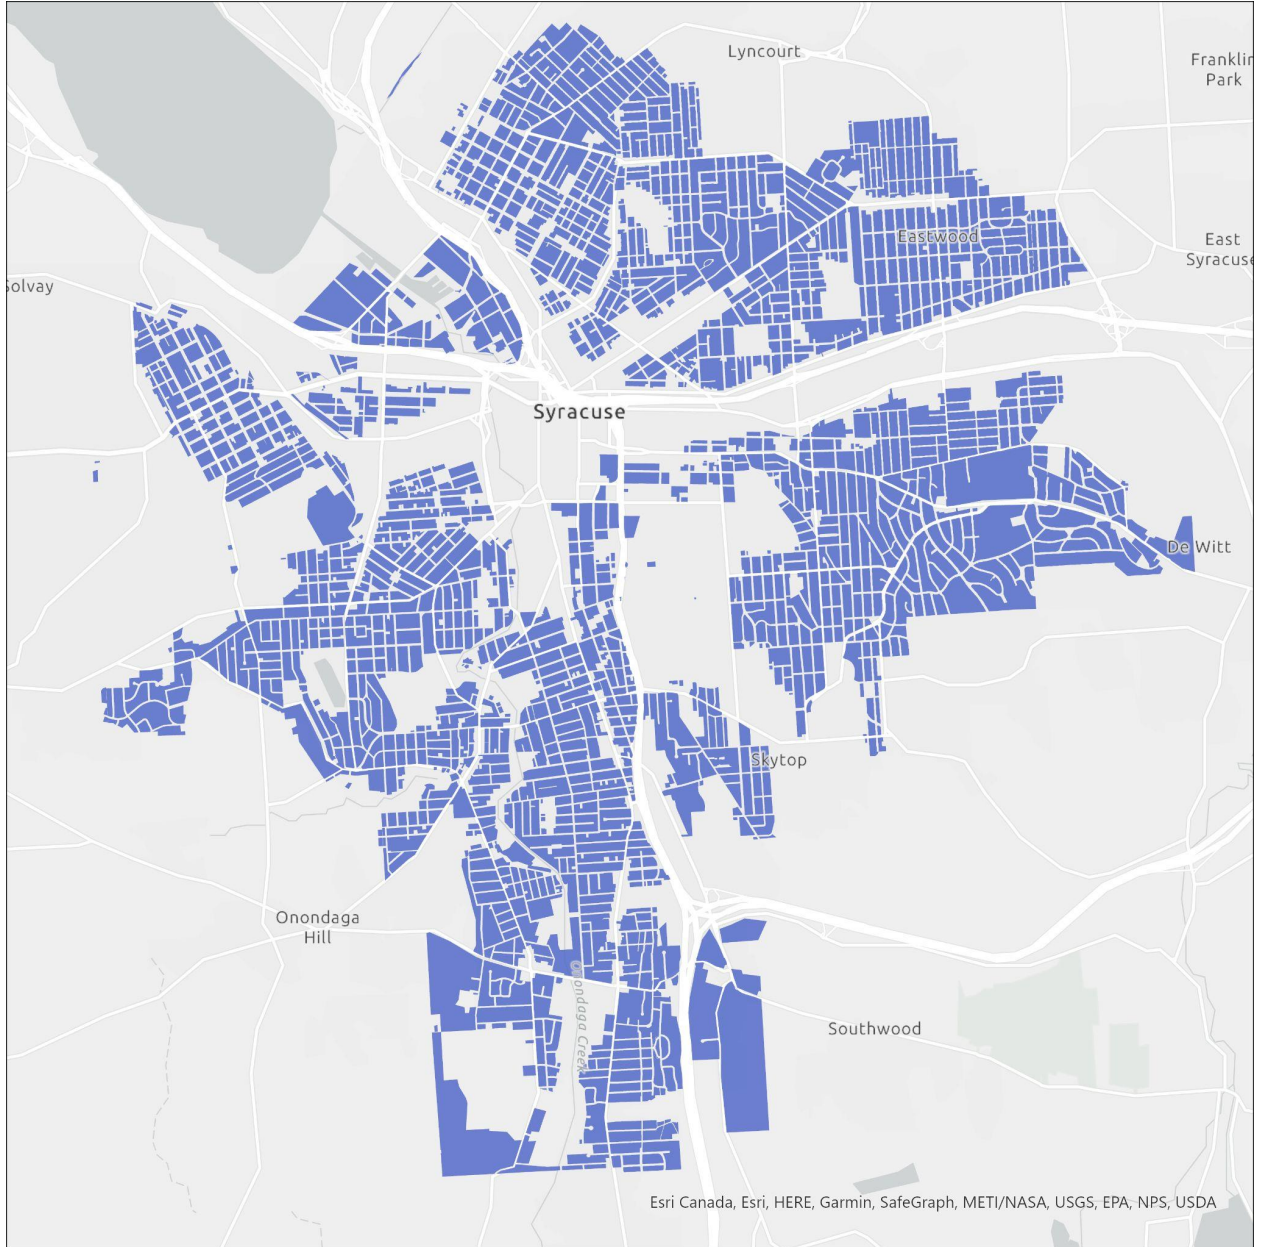 Lyncourt
Franklin
Park
Eastwood
East
Syracuse
Solvay
Syracuse
De Witt
Skytop
Onondaga
Hill
Onondaga Creek
Southwood
Esri Canada, Esri, HERE, Garmin, SafeGraph, METI/NASA, USGS, EPA, NPS, USDA